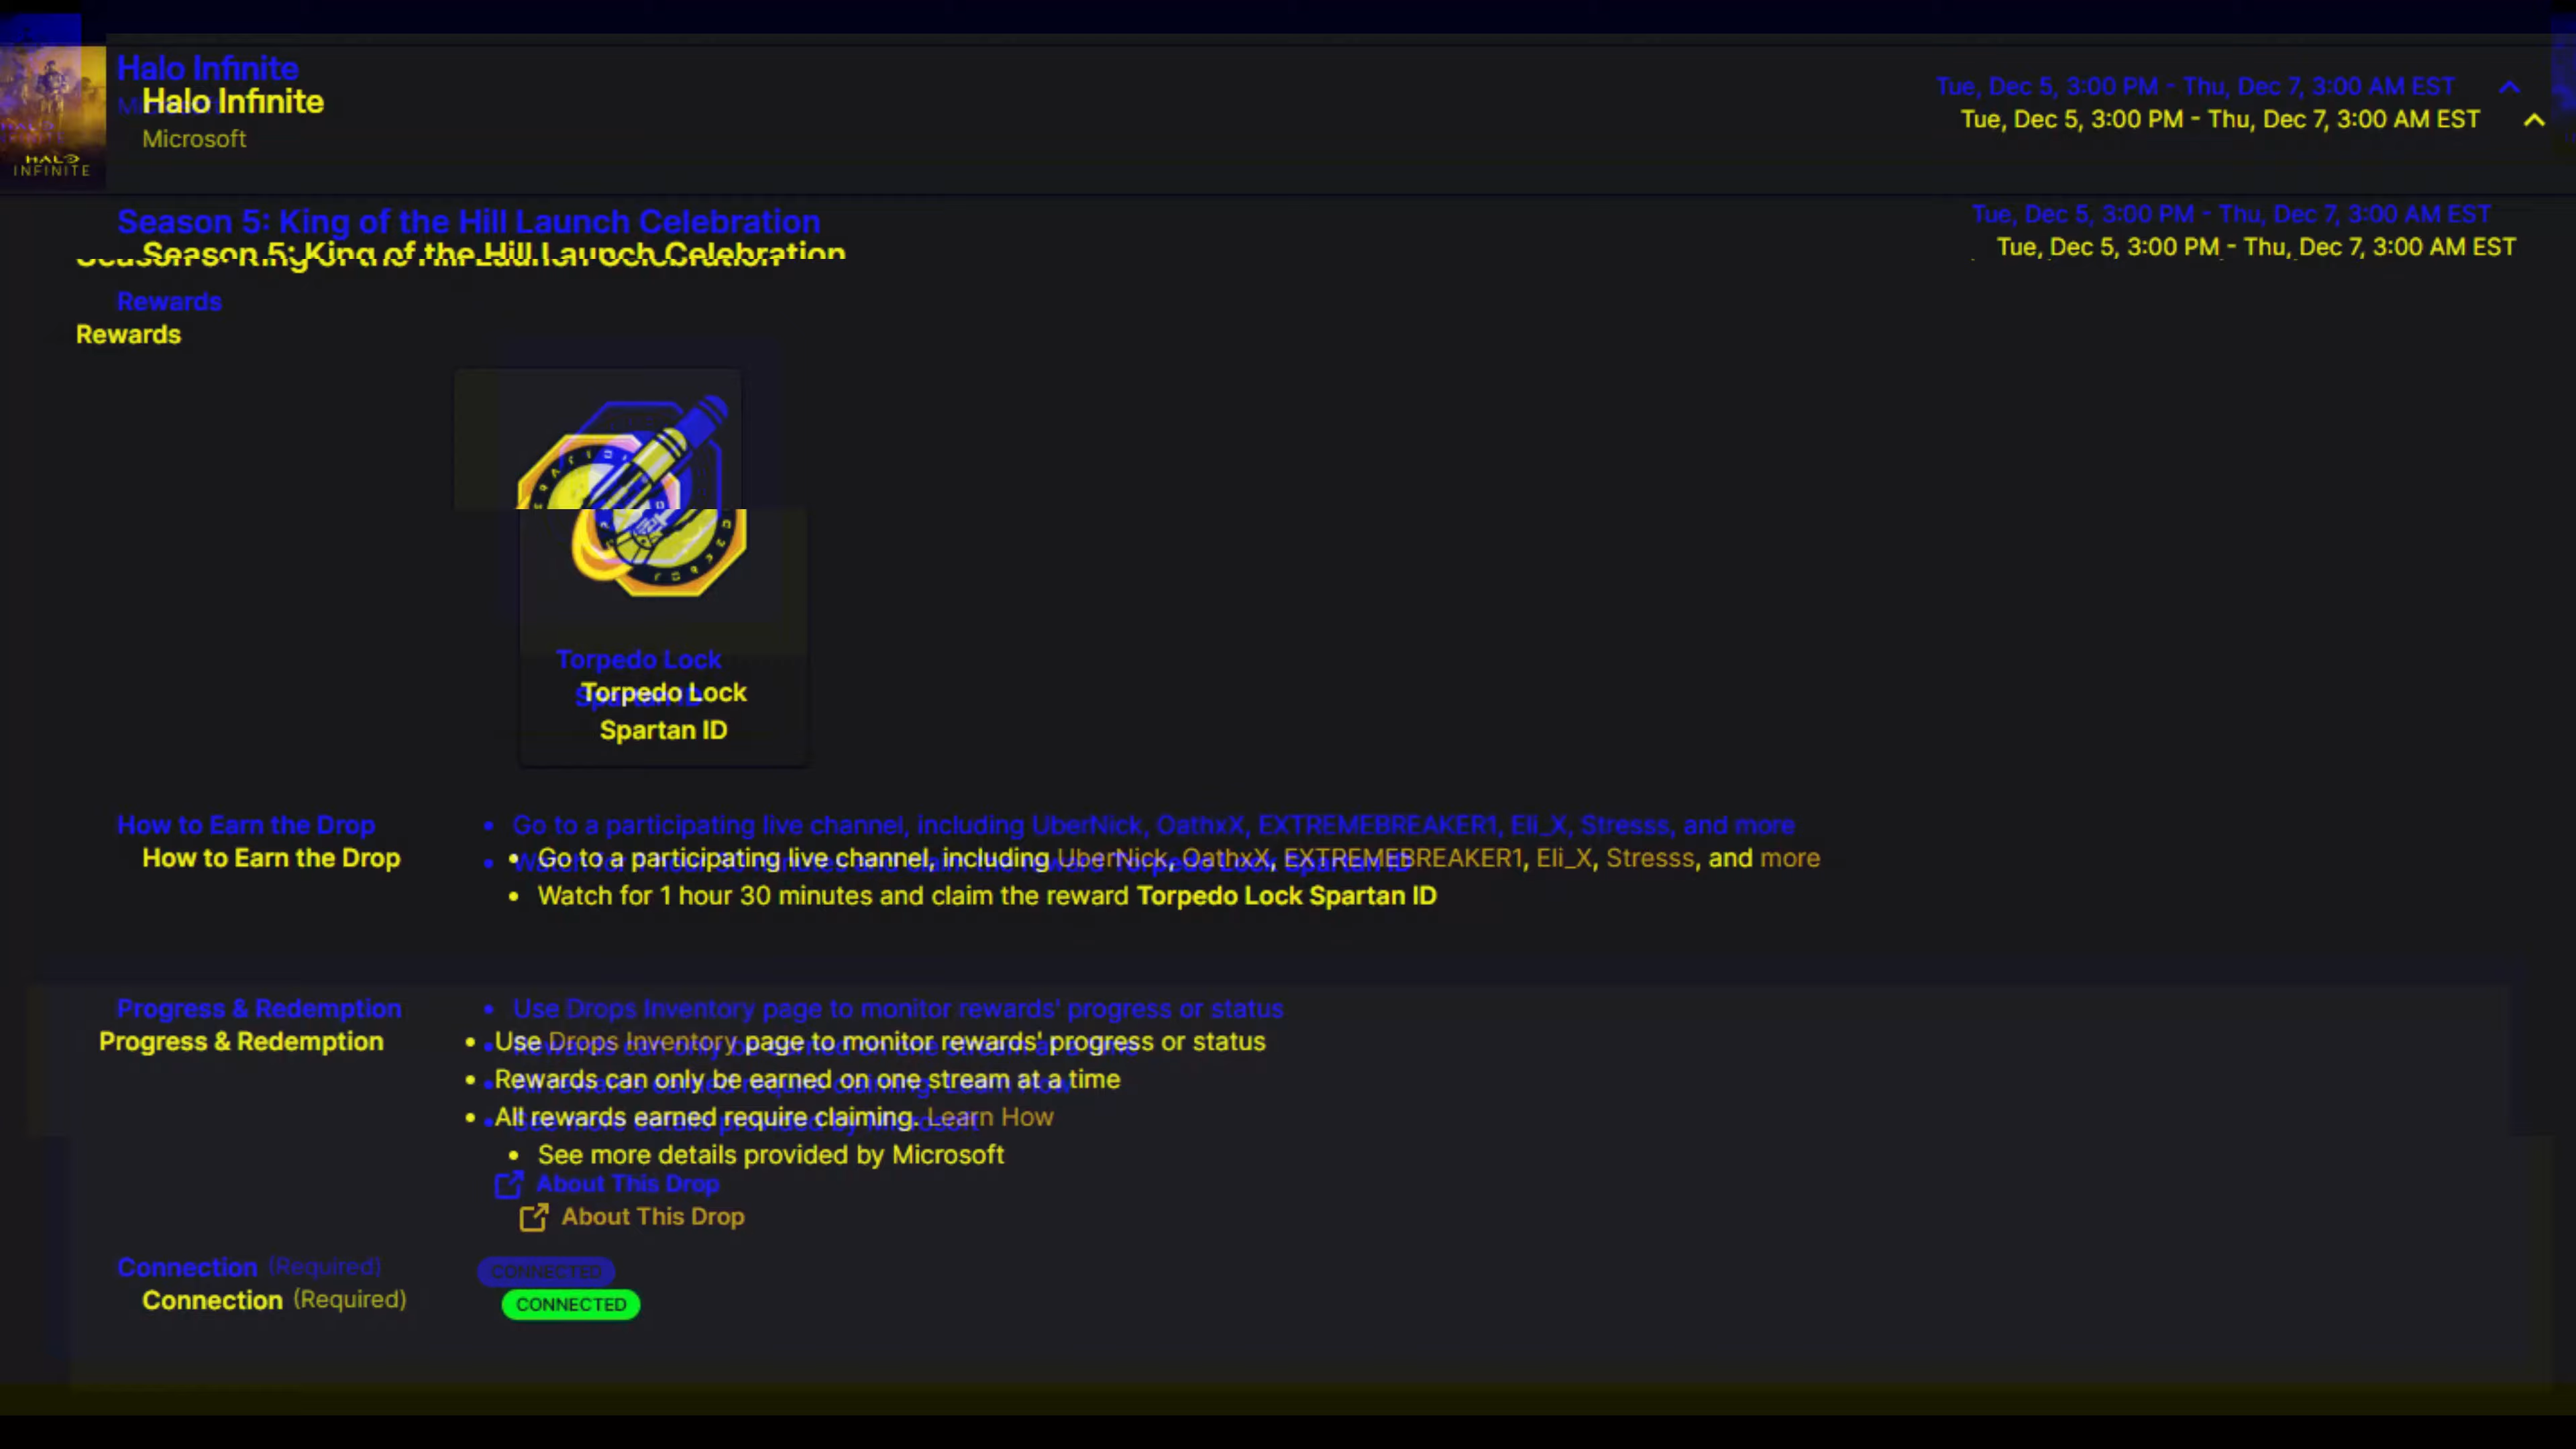 Halo Infinite
Microsoft
Tue, Dec 5, 3:00 PM - Thu, Dec 7, 3:00 AM EST
HALO
INFINITE
Season 5: King of the Hill Launch Celebration
Tue, Dec 5, 3:00 PM - Thu, Dec 7, 3:00 AM EST
Rewards
Torpedo Lock
Spartan ID
How to Earn the Drop
• Go to a participating live channel, including UberNick, OathxX, EXTREMEBREAKER1, Eli_X, Stresss, and more
• Watch for 1 hour 30 minutes and claim the reward Torpedo Lock Spartan ID
Progress & Redemption
• Use Drops Inventory page to monitor rewards' progress or status
• Rewards can only be earned on one stream at a time
• All rewards earned require claiming. Learn How
• See more details provided by Microsoft
About This Drop
Connection (Required)
CONNECTED